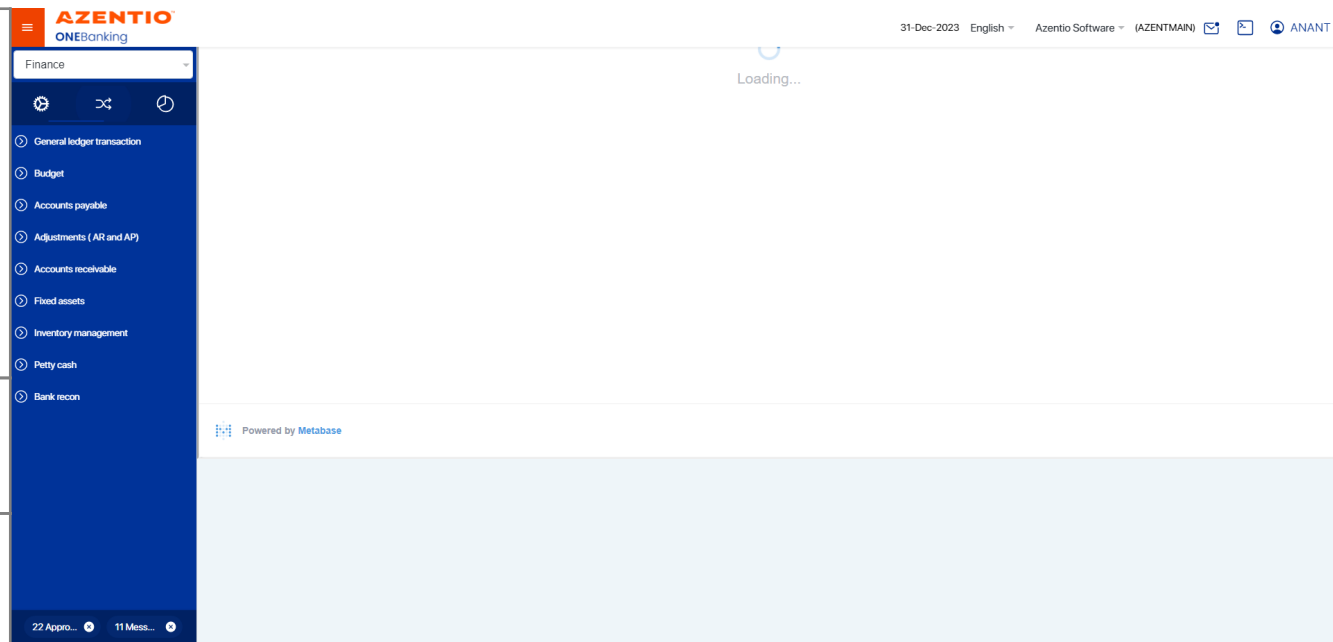 AZENTIO
ONEBanking
31-Dec-2023 English Azentio Software (AZENTMAIN) ANANT
Finance
Loading...
General ledger transaction
Budget
Accounts payable
Adjustments ( AR and AP)
Accounts receivable
Fixed assets
Inventory management
Petty cash
Bank recon
Powered by Metabase
22 Appro... 11 Mess...